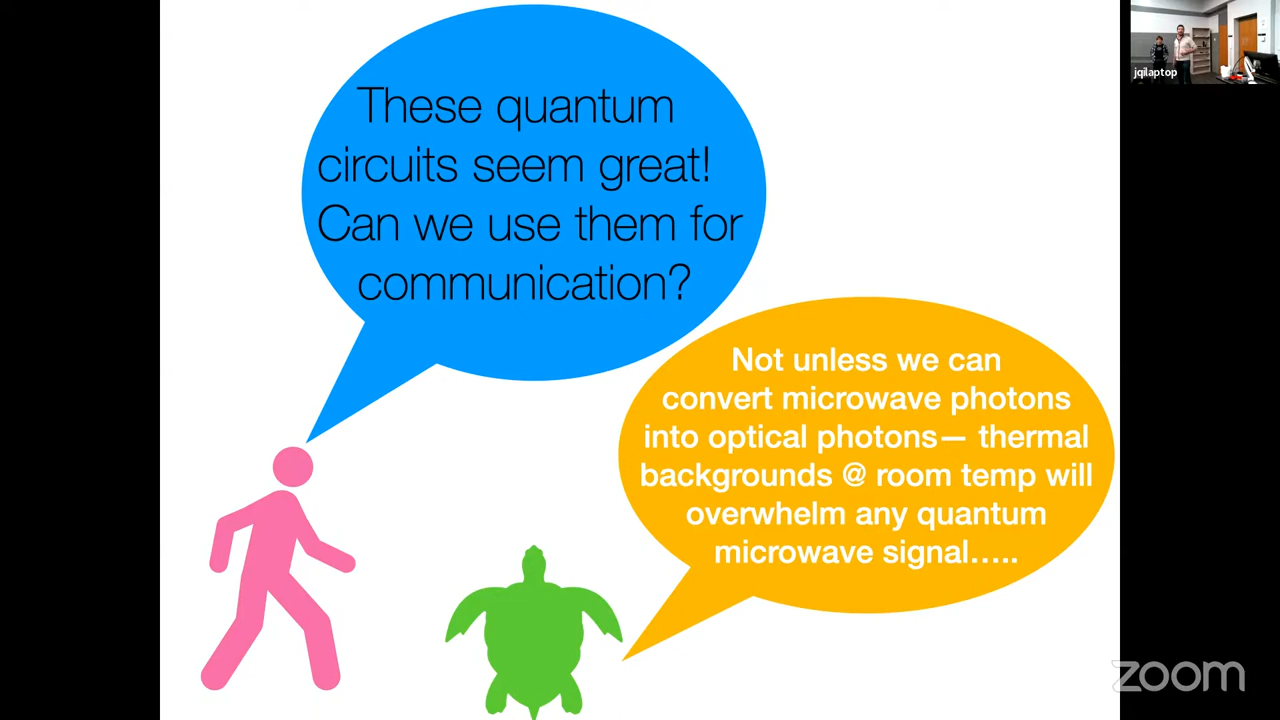 These quantum
circuits seem great!
Can we use them for
communication?
Not unless we can
convert microwave photons
into optical photons— thermal
backgrounds @ room temp will
overwhelm any quantum
microwave signal…..
jqilaptop
zoom